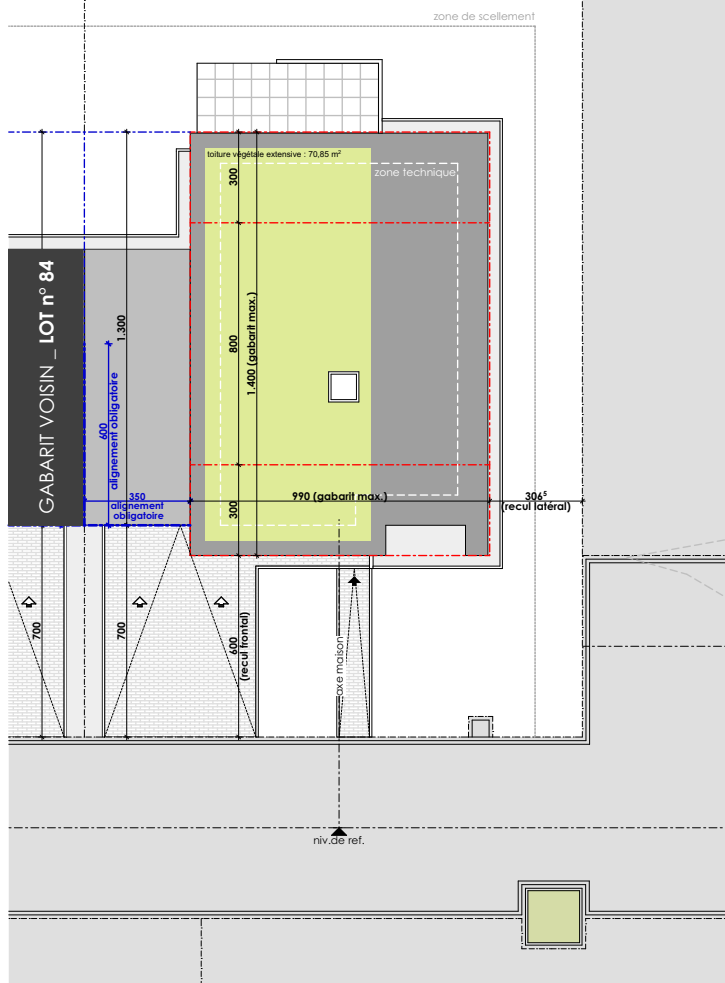 zone de scellement
toiture végétale extensive : 70,85 m²
zone technique
300
GABARIT VOISIN _ LOT n° 84
1.300
800
1.400 (gabarit max.)
600
alignement obligatoire
350
alignement
obligatoire
990 (gabarit max.)
306⁵
(recul latéral)
300
700
700
600
(recul frontal)
axe maison
niv.de ref.